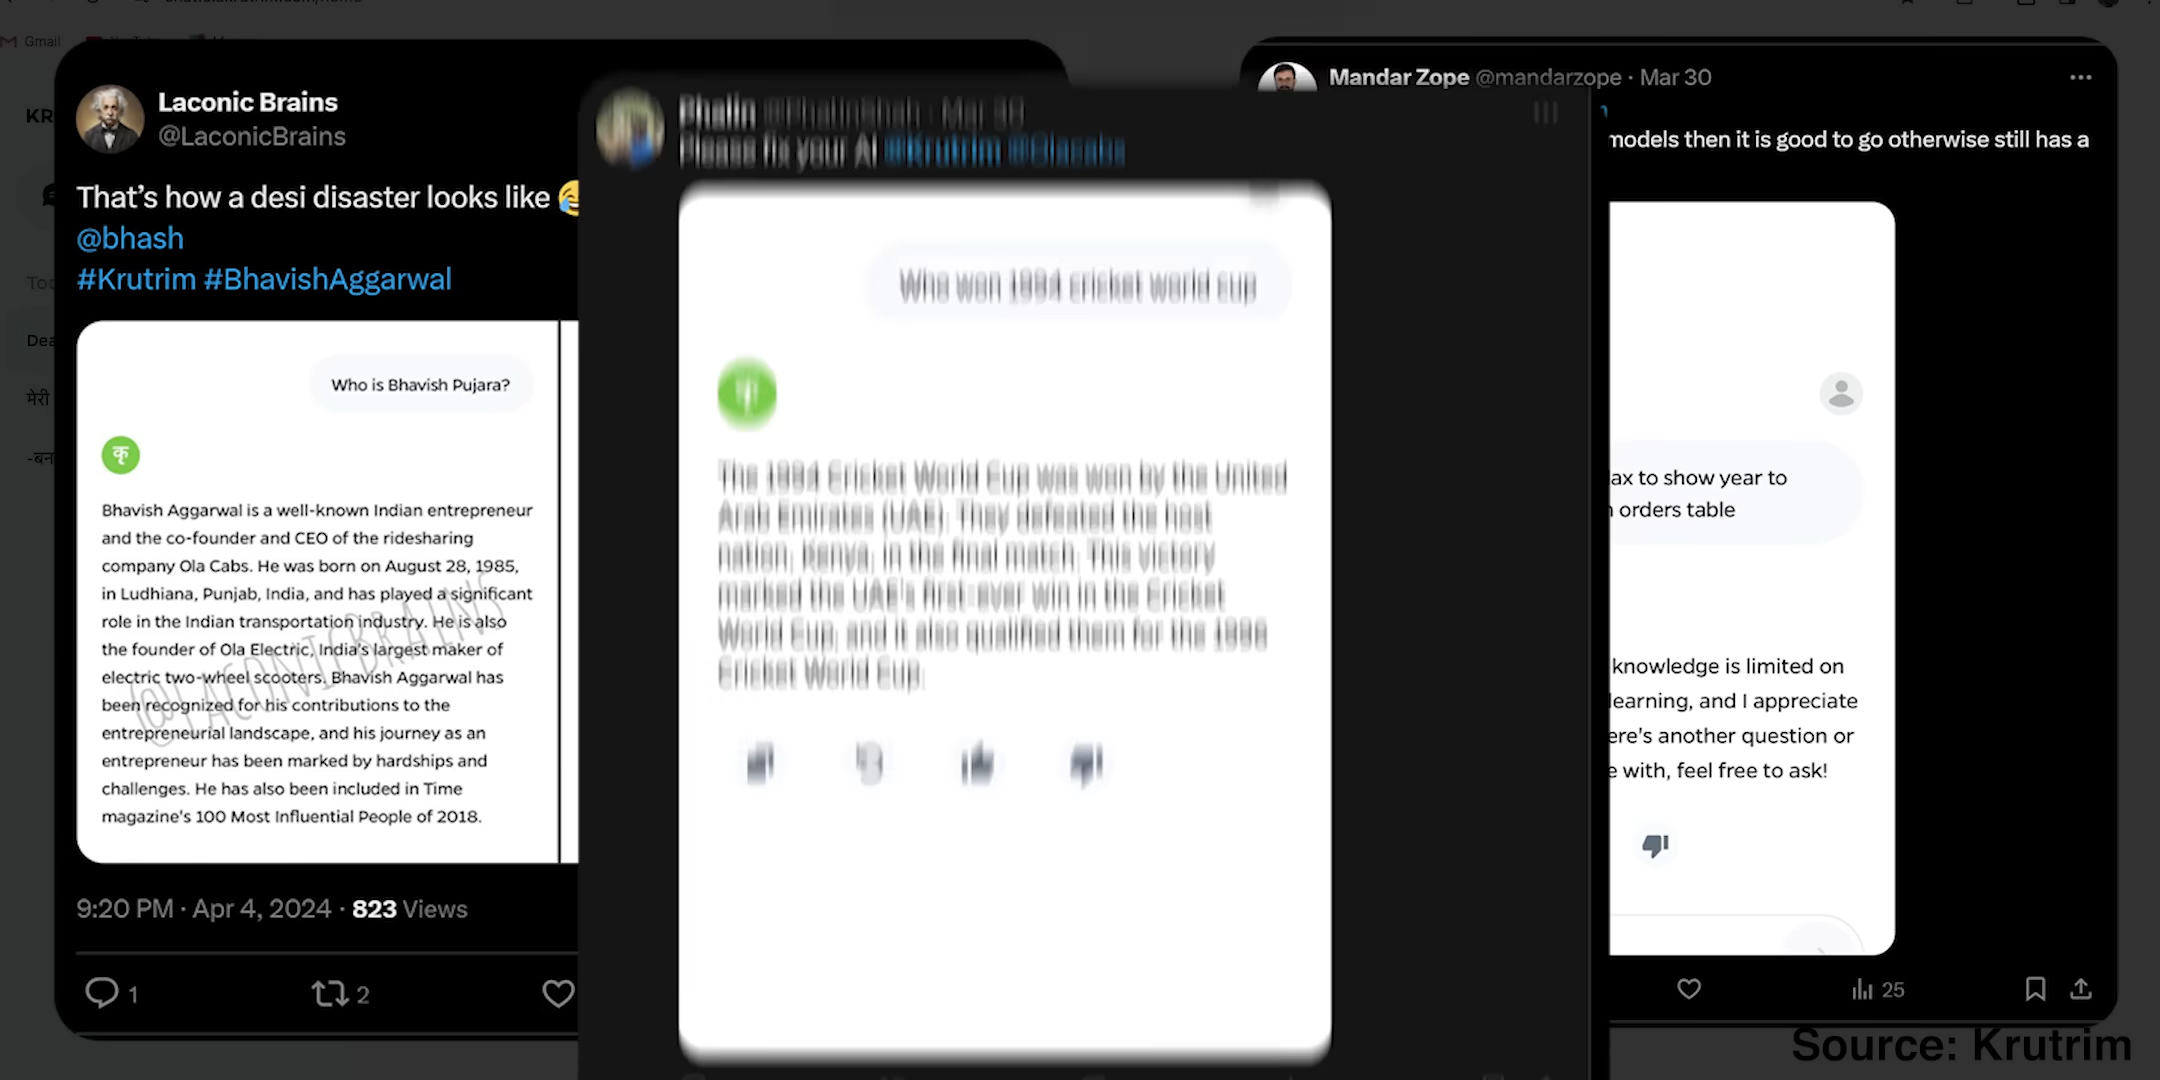 Gmail
KR
Laconic Brains
@LaconicBrains
That's how a desi disaster looks like 😂
@bhash
#Krutrim #BhavishAggarwal
Dea
मेरी
-बन
Who is Bhavish Pujara?
कृ
Bhavish Aggarwal is a well-known Indian entrepreneur
and the co-founder and CEO of the ridesharing
company Ola Cabs. He was born on August 28, 1985,
in Ludhiana, Punjab, India, and has played a significant
role in the Indian transportation industry. He is also
the founder of Ola Electric, India's largest maker of
electric two-wheel scooters. Bhavish Aggarwal has
been recognized for his contributions to the
entrepreneurial landscape, and his journey as an
entrepreneur has been marked by hardships and
challenges. He has also been included in Time
magazine's 100 Most Influential People of 2018.
@LACONICBRAINS
9:20 PM · Apr 4, 2024 · 823 Views
1
2
Please fix your AI #Krutrim
Who won 1994 cricket world cup
The 1994 Cricket World Cup was won by the United
Arab Emirates (UAE). They defeated the host
nation, Kenya, in the final match. This victory
marked the UAE's first-ever win in the Cricket
World Cup, and it also qualified them for the 1996
Cricket World Cup.
Mandar Zope @mandarzope · Mar 30
models then it is good to go otherwise still has a
ax to show year to
orders table
knowledge is limited on
learning, and I appreciate
ere's another question or
e with, feel free to ask!
25
Source: Krutrim